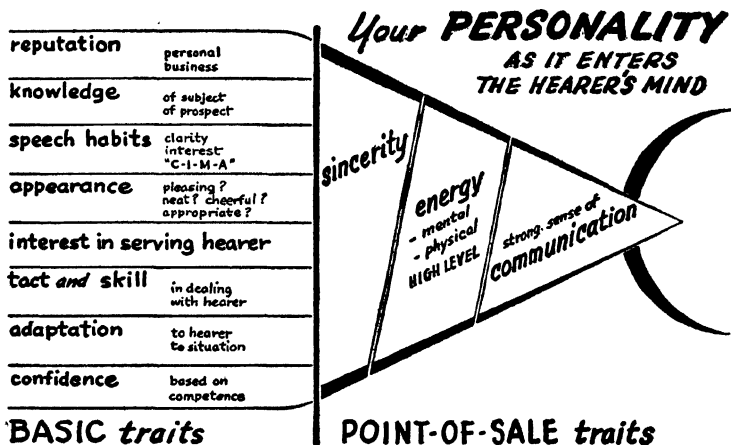 Your PERSONALITY
AS IT ENTERS
THE HEARER'S MIND
reputation
personal
business
knowledge
of subject
of prospect
speech habits
clarity
interest
"C-I-M-A"
appearance
pleasing?
neat? cheerful?
appropriate?
interest in serving hearer
tact and skill
in dealing
with hearer
adaptation
to hearer
to situation
confidence
based on
competence
BASIC traits
sincerity
energy
- mental
- physical
HIGH LEVEL
strong sense of
communication
POINT-OF-SALE traits